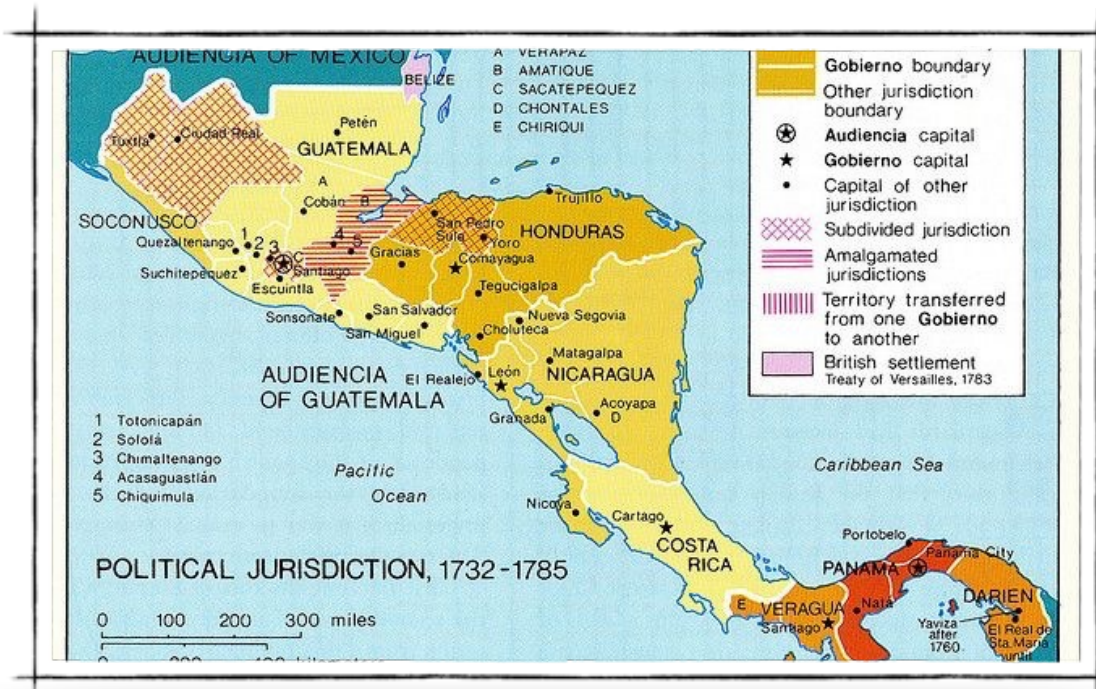 AUDIENCIA OF MEXICO
BELIZE
A VERAPAZ
B AMATIQUE
C SACATEPEQUEZ
D CHONTALES
E CHIRIQUI
Gobierno boundary
Other jurisdiction
boundary
Audiencia capital
Gobierno capital
Capital of other
jurisdiction
Subdivided jurisdiction
Amalgamated
jurisdictions
Territory transferred
from one Gobierno
to another
British settlement
Treaty of Versailles, 1783
Tuxtla
Ciudad Real
Petén
GUATEMALA
A
Cobán
B
SOCONUSCO
Quezaltenango
1
2
3
4
5
C
Santiago
Suchitepequez
Escuintla
Trujillo
San Pedro
Sula
Yoro
HONDURAS
Gracias
Comayagua
Tegucigalpa
Sonsonate
San Salvador
San Miguel
Choluteca
Nueva Segovia
Matagalpa
NICARAGUA
AUDIENCIA
OF GUATEMALA
El Realejo
León
Granada
Acoyapa
D
1 Totonicapán
2 Sololá
3 Chimaltenango
4 Acasaguastlán
5 Chiquimula
Pacific
Ocean
Caribbean Sea
Nicoya
Cartago
COSTA
RICA
Portobelo
Panama City
PANAMA
DARIEN
E
VERAGUA
Santiago
Natá
Yaviza
after
1760
El Real de
Sta. Maria
until
POLITICAL JURISDICTION, 1732-1785
0 100 200 300 miles